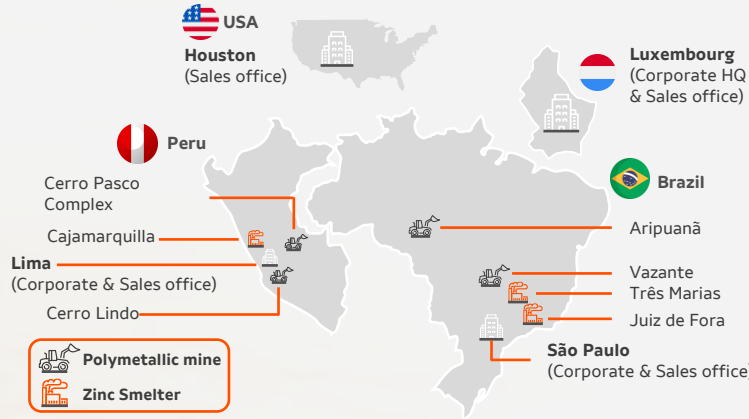 USA
Houston
(Sales office)
Luxembourg
(Corporate HQ
& Sales office)
Peru
Cerro Pasco
Complex
Cajamarquilla
Lima
(Corporate & Sales office)
Cerro Lindo
Brazil
Aripuanã
Vazante
Três Marias
Juiz de Fora
São Paulo
(Corporate & Sales office)
Polymetallic mine
Zinc Smelter